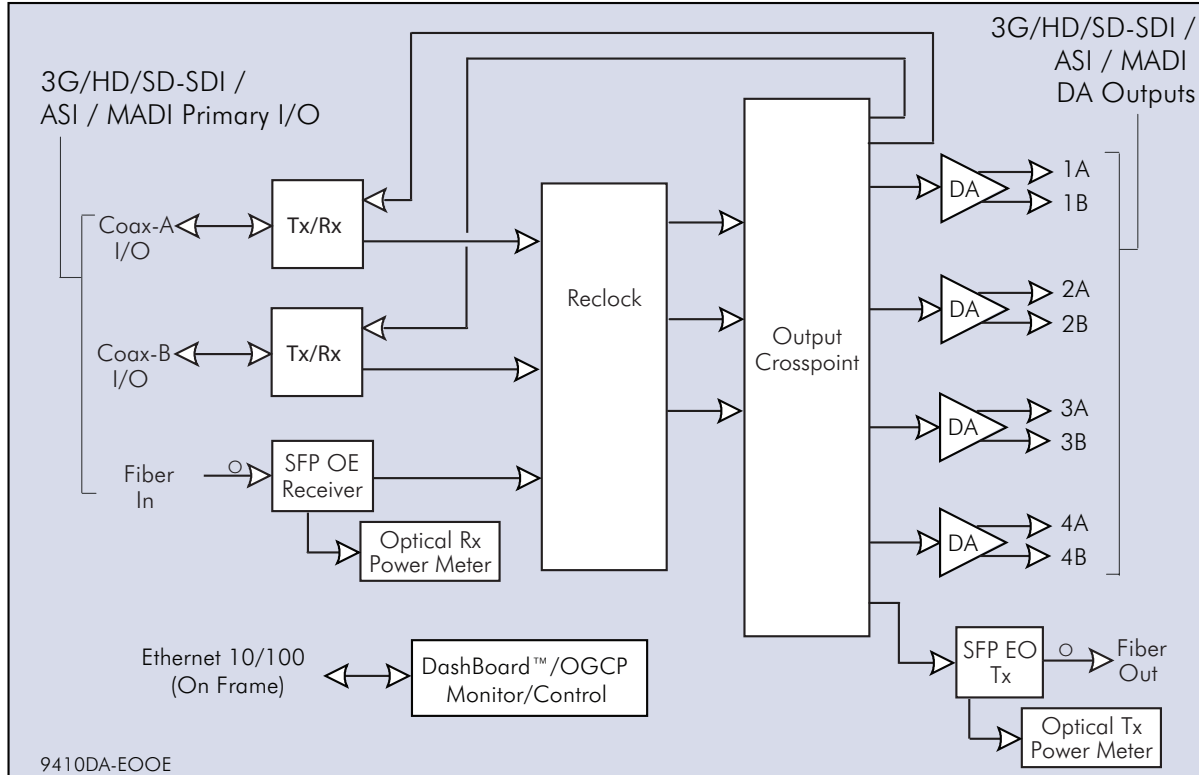 3G/HD/SD-SDI /
ASI / MADI Primary I/O
3G/HD/SD-SDI /
ASI / MADI
DA Outputs
Coax-A
I/O
Tx/Rx
Coax-B
I/O
Tx/Rx
Fiber
In
SFP OE
Receiver
Optical Rx
Power Meter
Reclock
Output
Crosspoint
DA
1A
1B
DA
2A
2B
DA
3A
3B
DA
4A
4B
SFP EO
Tx
Fiber
Out
Optical Tx
Power Meter
Ethernet 10/100
(On Frame)
DashBoard™/OGCP
Monitor/Control
9410DA-EOOE